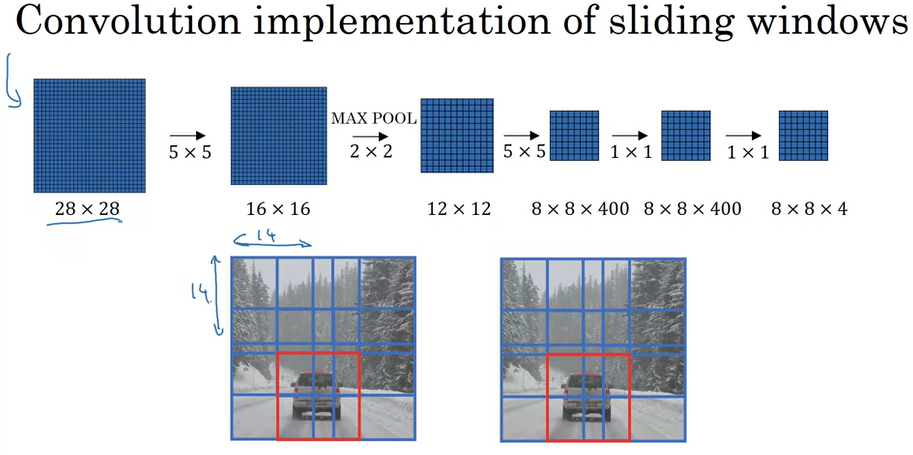 Convolution implementation of sliding windows
MAX POOL
5 × 5
2 × 2
5 × 5
1 × 1
1 × 1
28 × 28
16 × 16
12 × 12
8 × 8 × 400
8 × 8 × 400
8 × 8 × 4
14
14